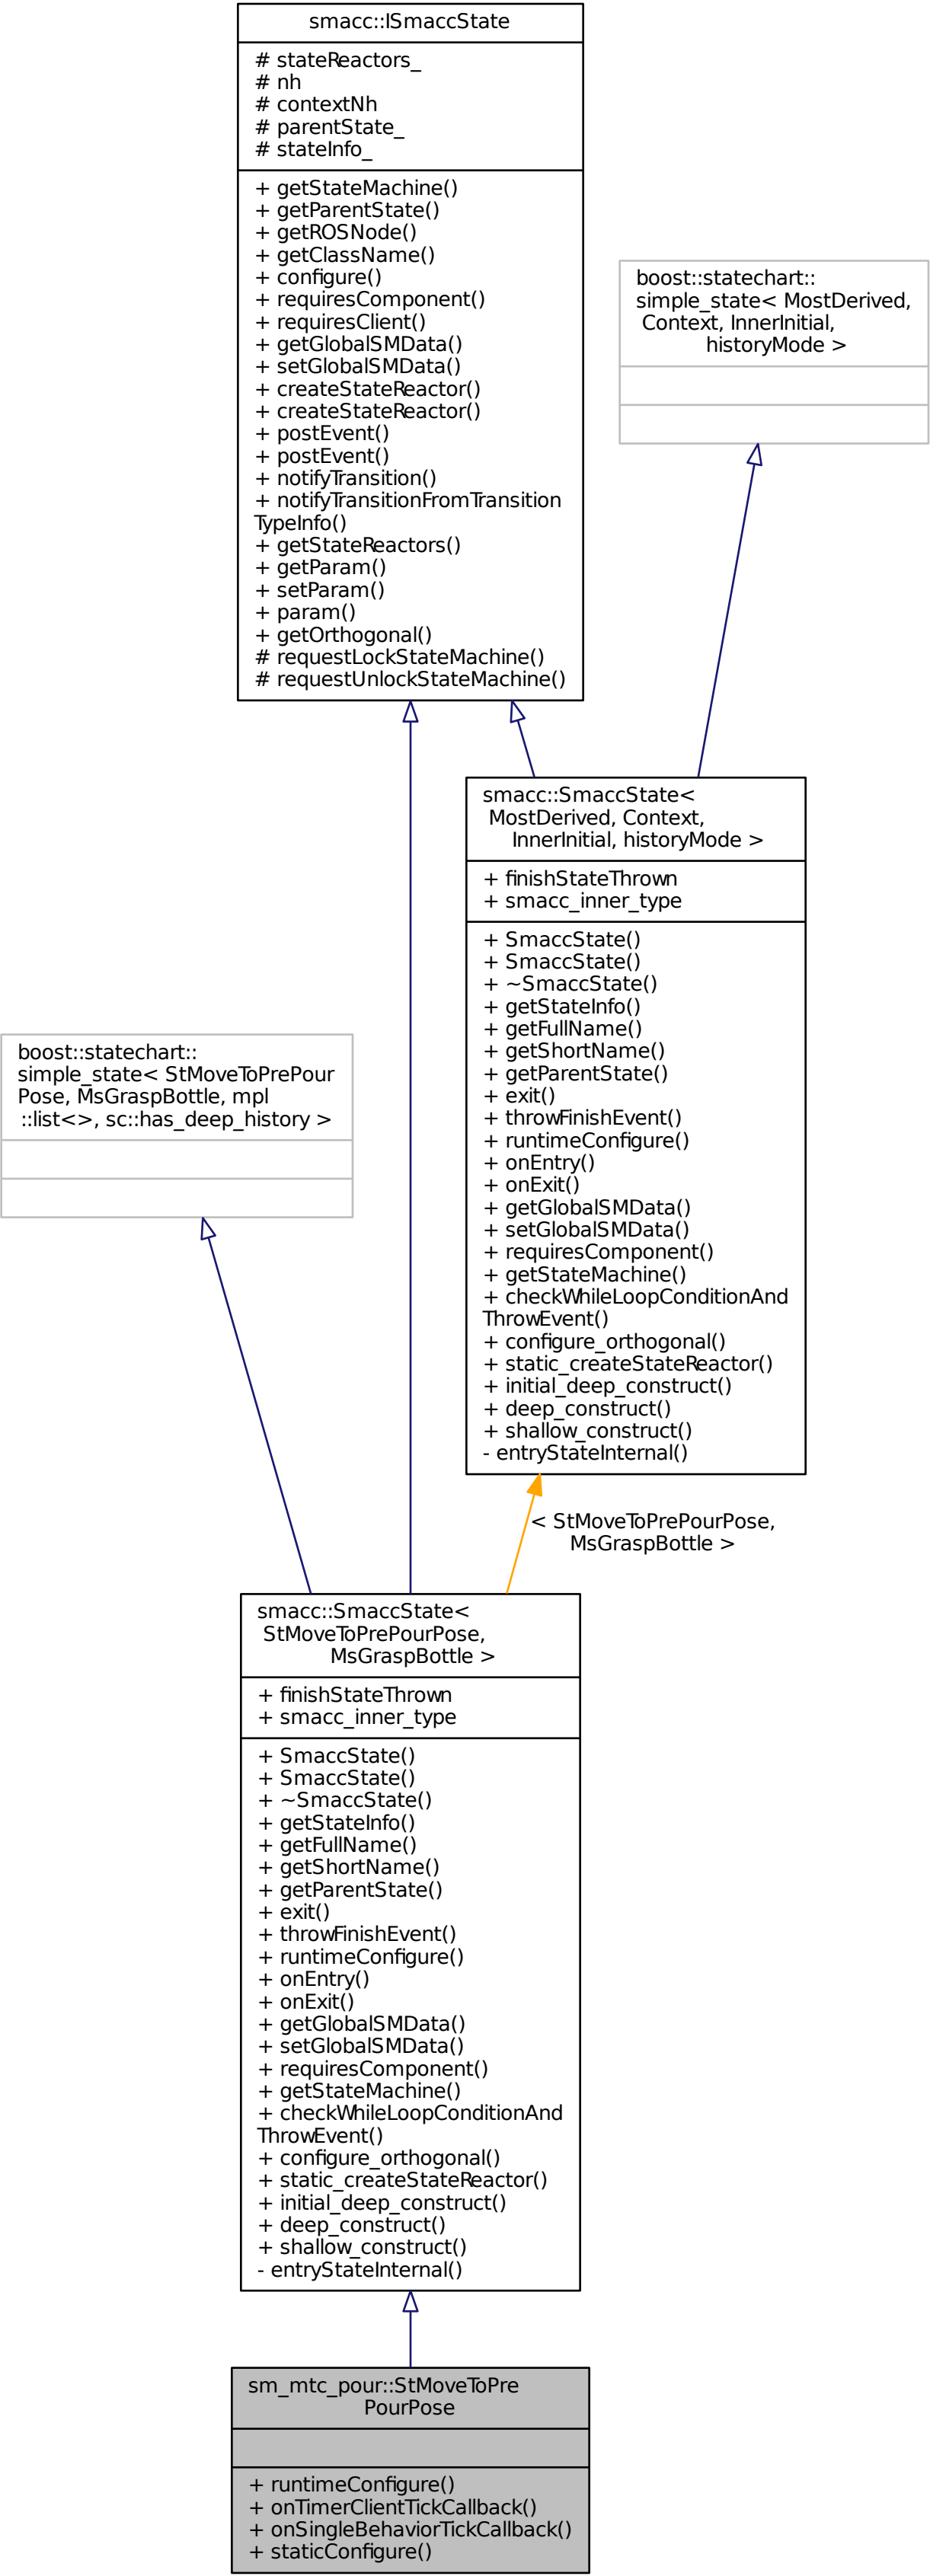 smacc::ISmaccState
# stateReactors_
# nh
# contextNh
# parentState_
# stateInfo_
+ getStateMachine()
+ getParentState()
+ getROSNode()
+ getClassName()
+ configure()
+ requiresComponent()
+ requiresClient()
+ getGlobalSMData()
+ setGlobalSMData()
+ createStateReactor()
+ createStateReactor()
+ postEvent()
+ postEvent()
+ notifyTransition()
+ notifyTransitionFromTransition
TypeInfo()
+ getStateReactors()
+ getParam()
+ setParam()
+ param()
+ getOrthogonal()
# requestLockStateMachine()
# requestUnlockStateMachine()
boost::statechart::
simple_state< MostDerived,
Context, InnerInitial,
historyMode >
smacc::SmaccState<
MostDerived, Context,
InnerInitial, historyMode >
+ finishStateThrown
+ smacc_inner_type
+ SmaccState()
+ SmaccState()
+ ~SmaccState()
+ getStateInfo()
+ getFullName()
+ getShortName()
+ getParentState()
+ exit()
+ throwFinishEvent()
+ runtimeConfigure()
+ onEntry()
+ onExit()
+ getGlobalSMData()
+ setGlobalSMData()
+ requiresComponent()
+ getStateMachine()
+ checkWhileLoopConditionAnd
ThrowEvent()
+ configure_orthogonal()
+ static_createStateReactor()
+ initial_deep_construct()
+ deep_construct()
+ shallow_construct()
- entryStateInternal()
boost::statechart::
simple_state< StMoveToPrePour
Pose, MsGraspBottle, mpl
::list<>, sc::has_deep_history >
< StMoveToPrePourPose,
MsGraspBottle >
smacc::SmaccState<
StMoveToPrePourPose,
MsGraspBottle >
+ finishStateThrown
+ smacc_inner_type
+ SmaccState()
+ SmaccState()
+ ~SmaccState()
+ getStateInfo()
+ getFullName()
+ getShortName()
+ getParentState()
+ exit()
+ throwFinishEvent()
+ runtimeConfigure()
+ onEntry()
+ onExit()
+ getGlobalSMData()
+ setGlobalSMData()
+ requiresComponent()
+ getStateMachine()
+ checkWhileLoopConditionAnd
ThrowEvent()
+ configure_orthogonal()
+ static_createStateReactor()
+ initial_deep_construct()
+ deep_construct()
+ shallow_construct()
- entryStateInternal()
sm_mtc_pour::StMoveToPre
PourPose
+ runtimeConfigure()
+ onTimerClientTickCallback()
+ onSingleBehaviorTickCallback()
+ staticConfigure()